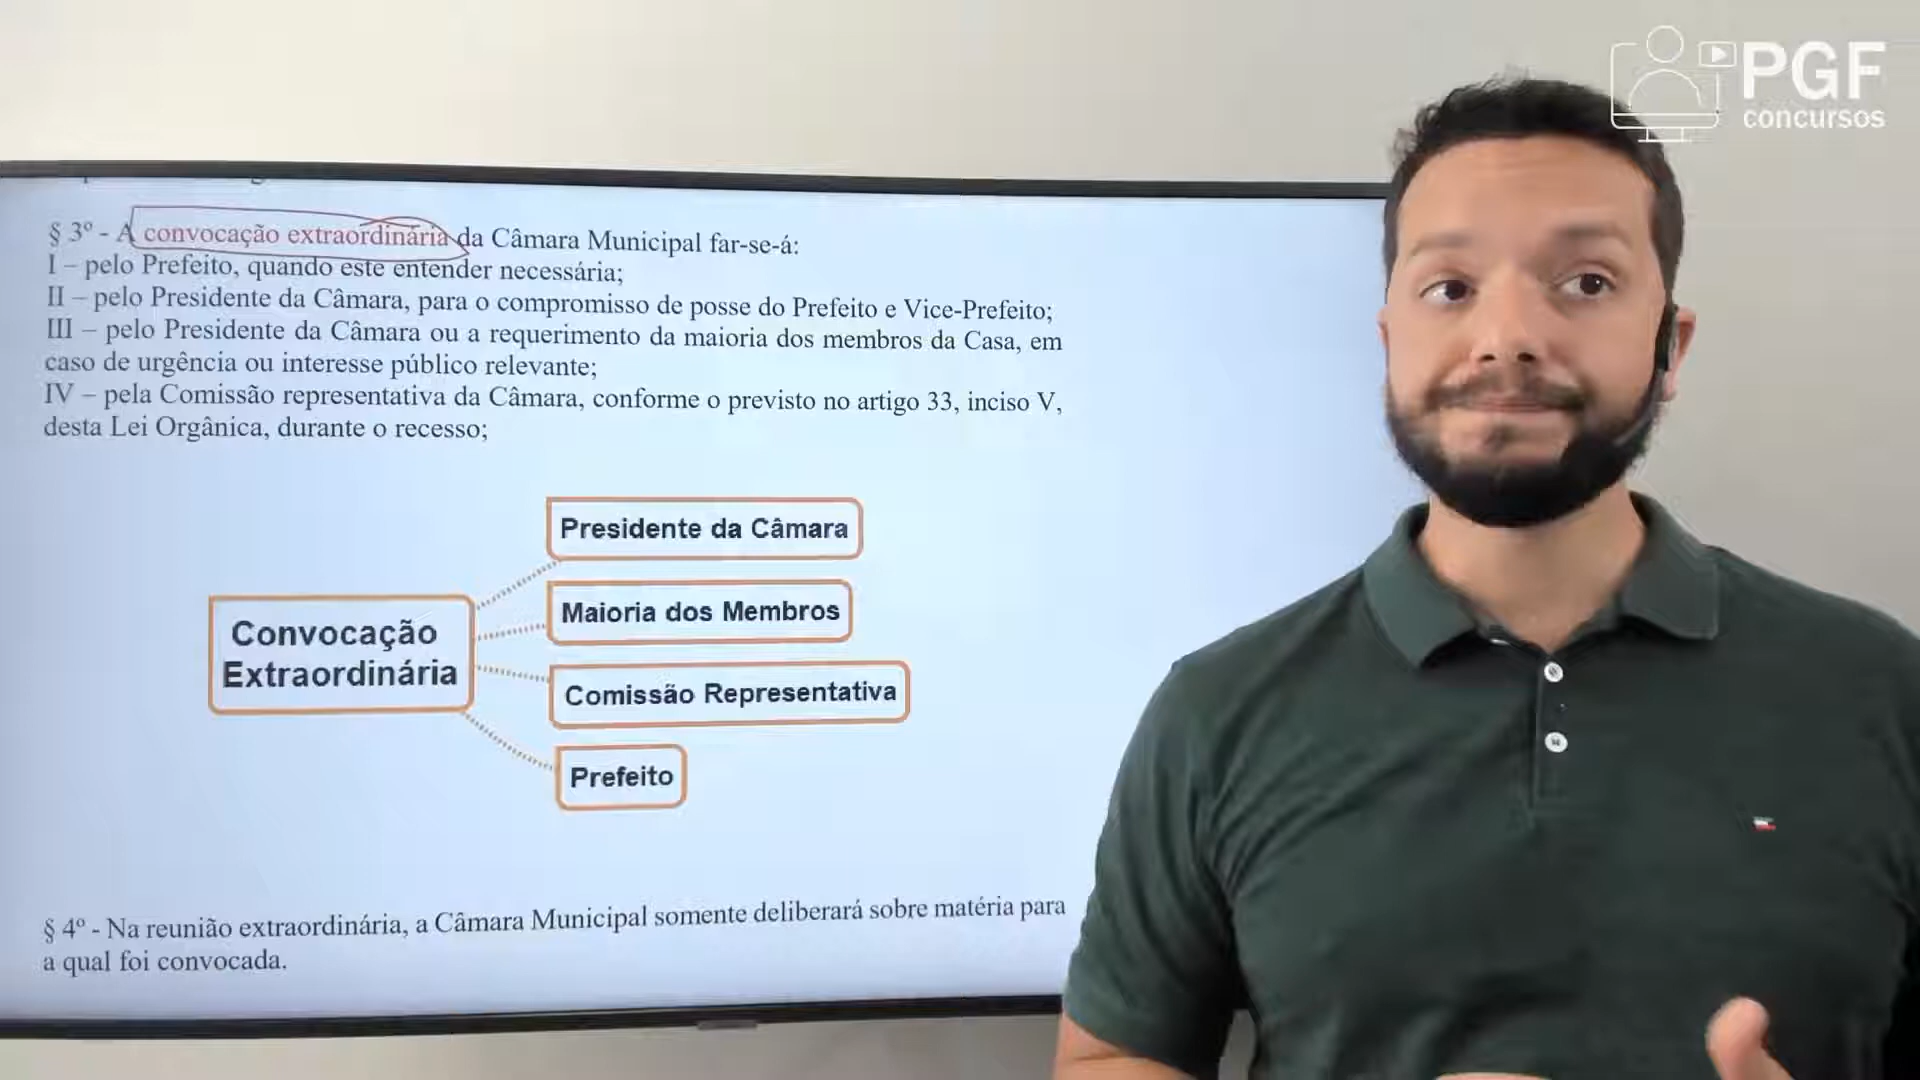 PGF
concursos
§ 3º - A convocação extraordinária da Câmara Municipal far-se-á:
I – pelo Prefeito, quando este entender necessária;
II – pelo Presidente da Câmara, para o compromisso de posse do Prefeito e Vice-Prefeito;
III – pelo Presidente da Câmara ou a requerimento da maioria dos membros da Casa, em
caso de urgência ou interesse público relevante;
IV – pela Comissão representativa da Câmara, conforme o previsto no artigo 33, inciso V,
desta Lei Orgânica, durante o recesso;
Convocação
Extraordinária
Presidente da Câmara
Maioria dos Membros
Comissão Representativa
Prefeito
§ 4º - Na reunião extraordinária, a Câmara Municipal somente deliberará sobre matéria para
a qual foi convocada.